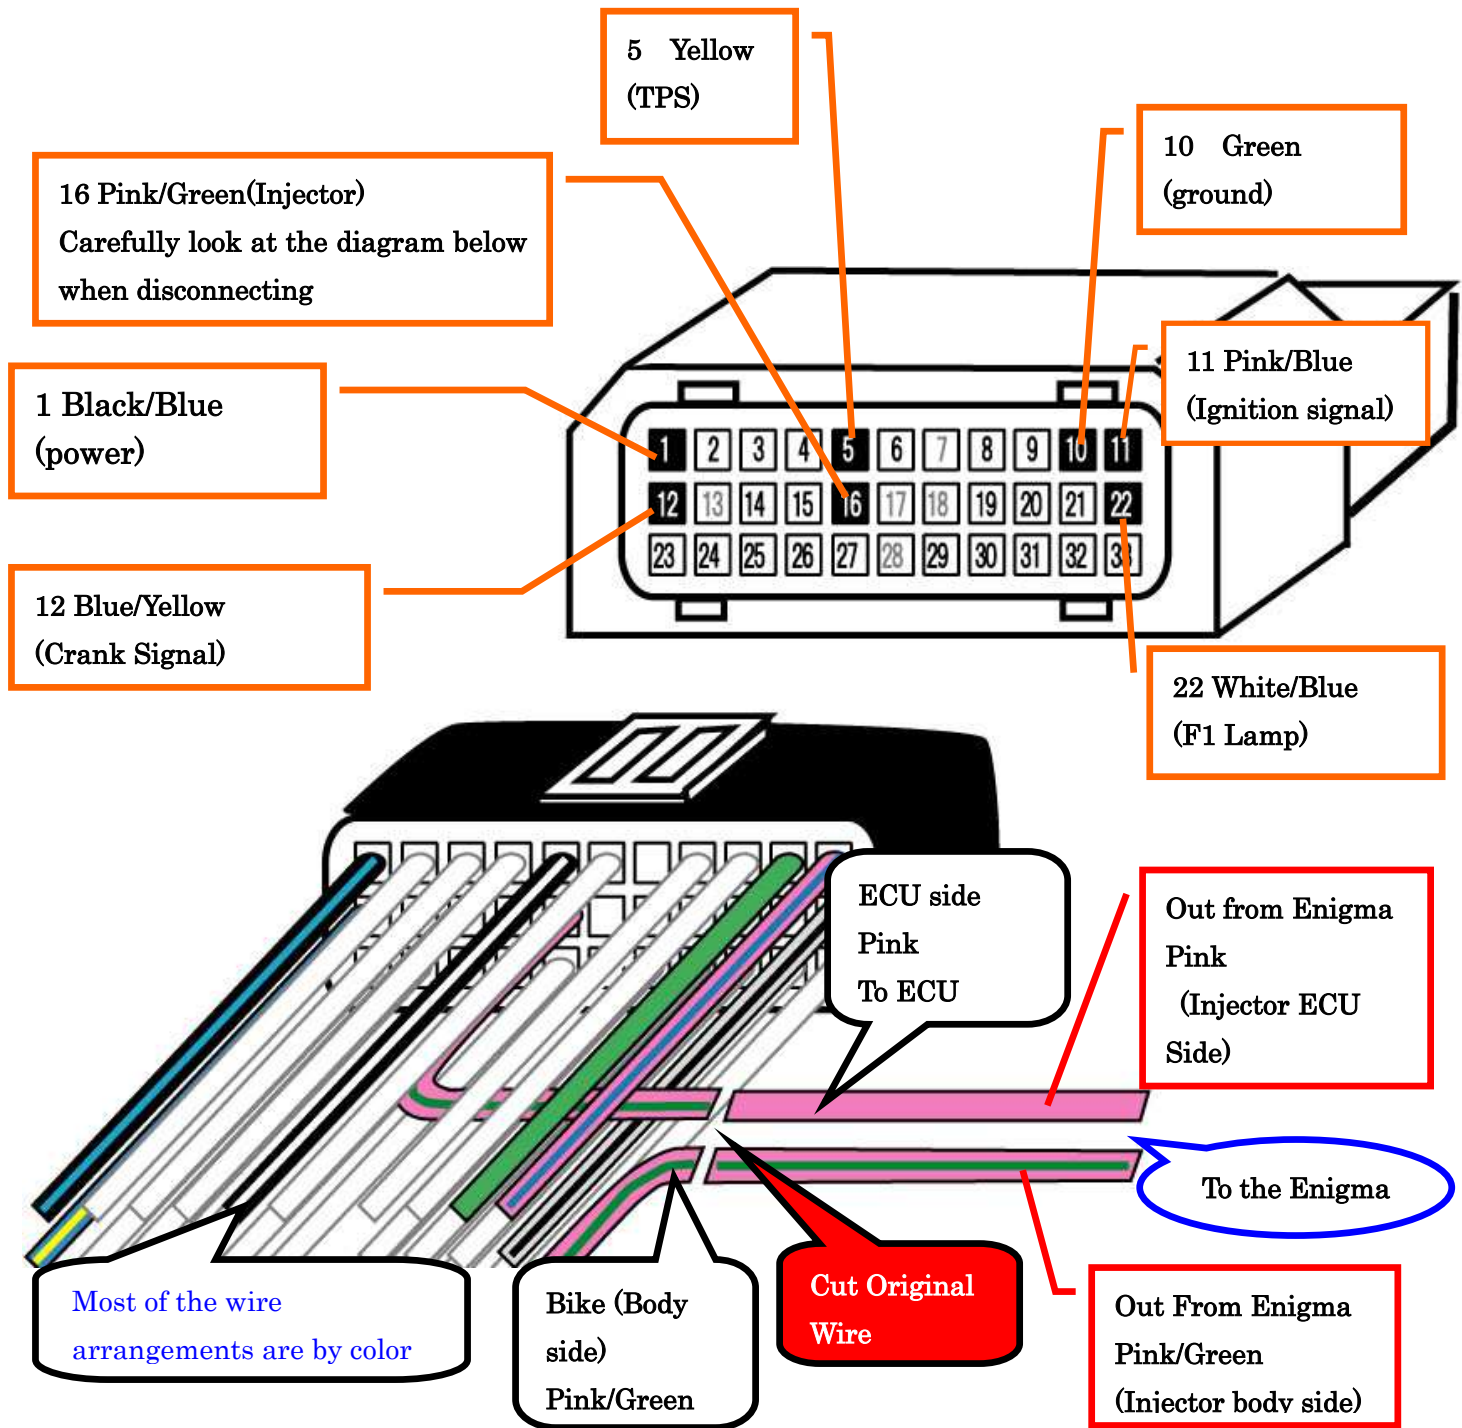 5 Yellow
(TPS)
10 Green
(ground)
16 Pink/Green(Injector)
Carefully look at the diagram below
when disconnecting
11 Pink/Blue
(Ignition signal)
1 Black/Blue
(power)
1 2 3 4 5 6 7 8 9 10 11
12 13 14 15 16 17 18 19 20 21 22
23 24 25 26 27 28 29 30 31 32 33
12 Blue/Yellow
(Crank Signal)
22 White/Blue
(F1 Lamp)
ECU side
Pink
To ECU
Out from Enigma
Pink
(Injector ECU
Side)
To the Enigma
Cut Original
Wire
Most of the wire
arrangements are by color
Bike (Body
side)
Pink/Green
Out From Enigma
Pink/Green
(Injector body side)